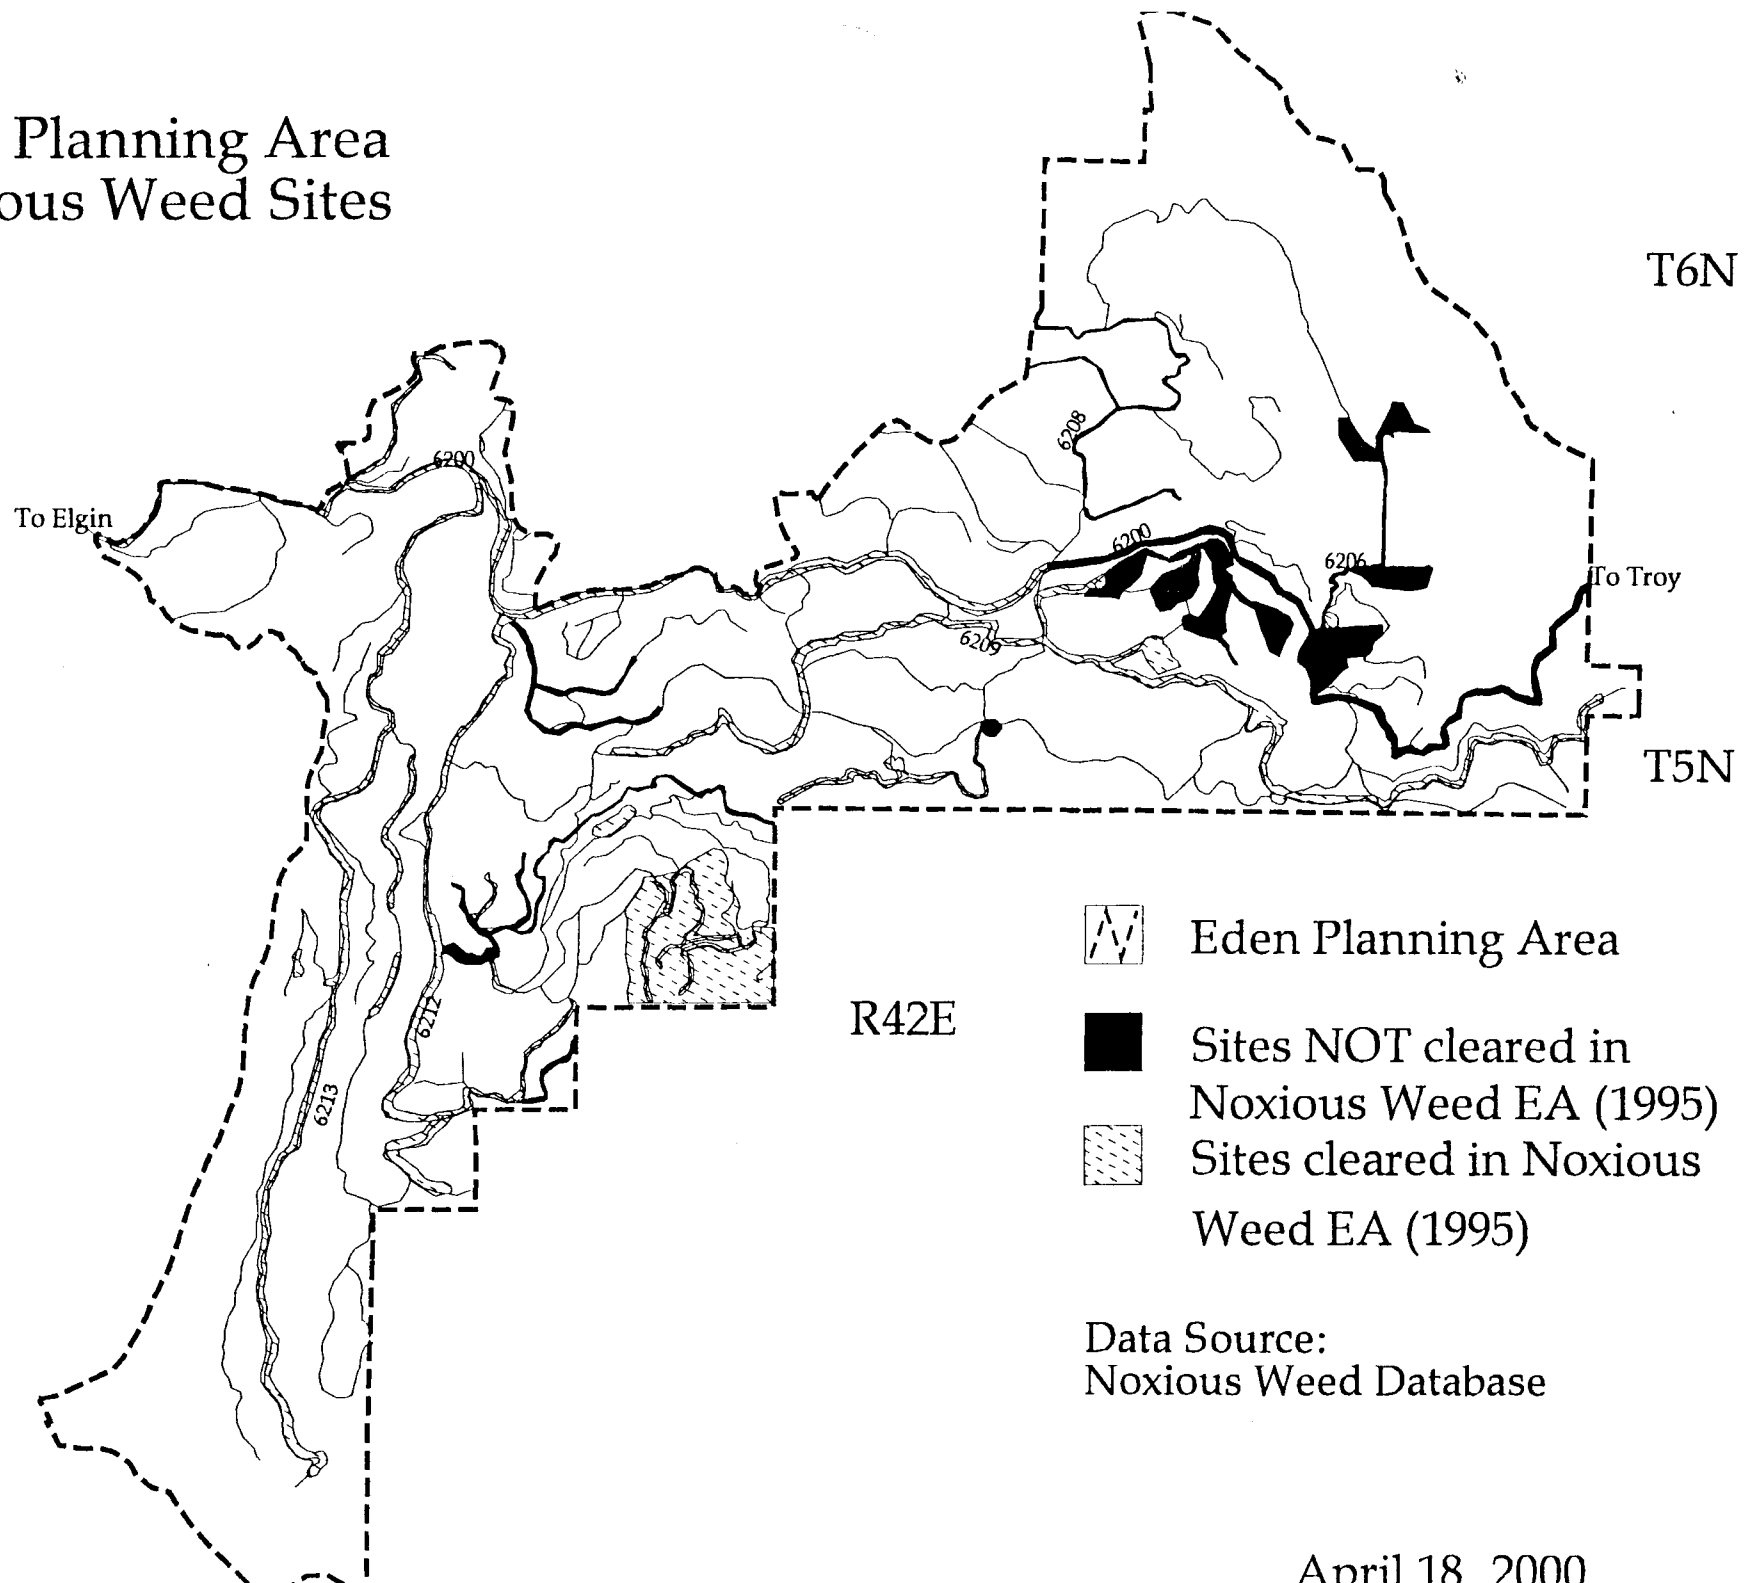 Planning Area
ous Weed Sites
T6N
6208
6200
To Elgin
6200
6206
To Troy
6209
T5N
Eden Planning Area
R42E
6212
Sites NOT cleared in
Noxious Weed EA (1995)
6213
Sites cleared in Noxious
Weed EA (1995)
Data Source:
Noxious Weed Database
April 18, 2000